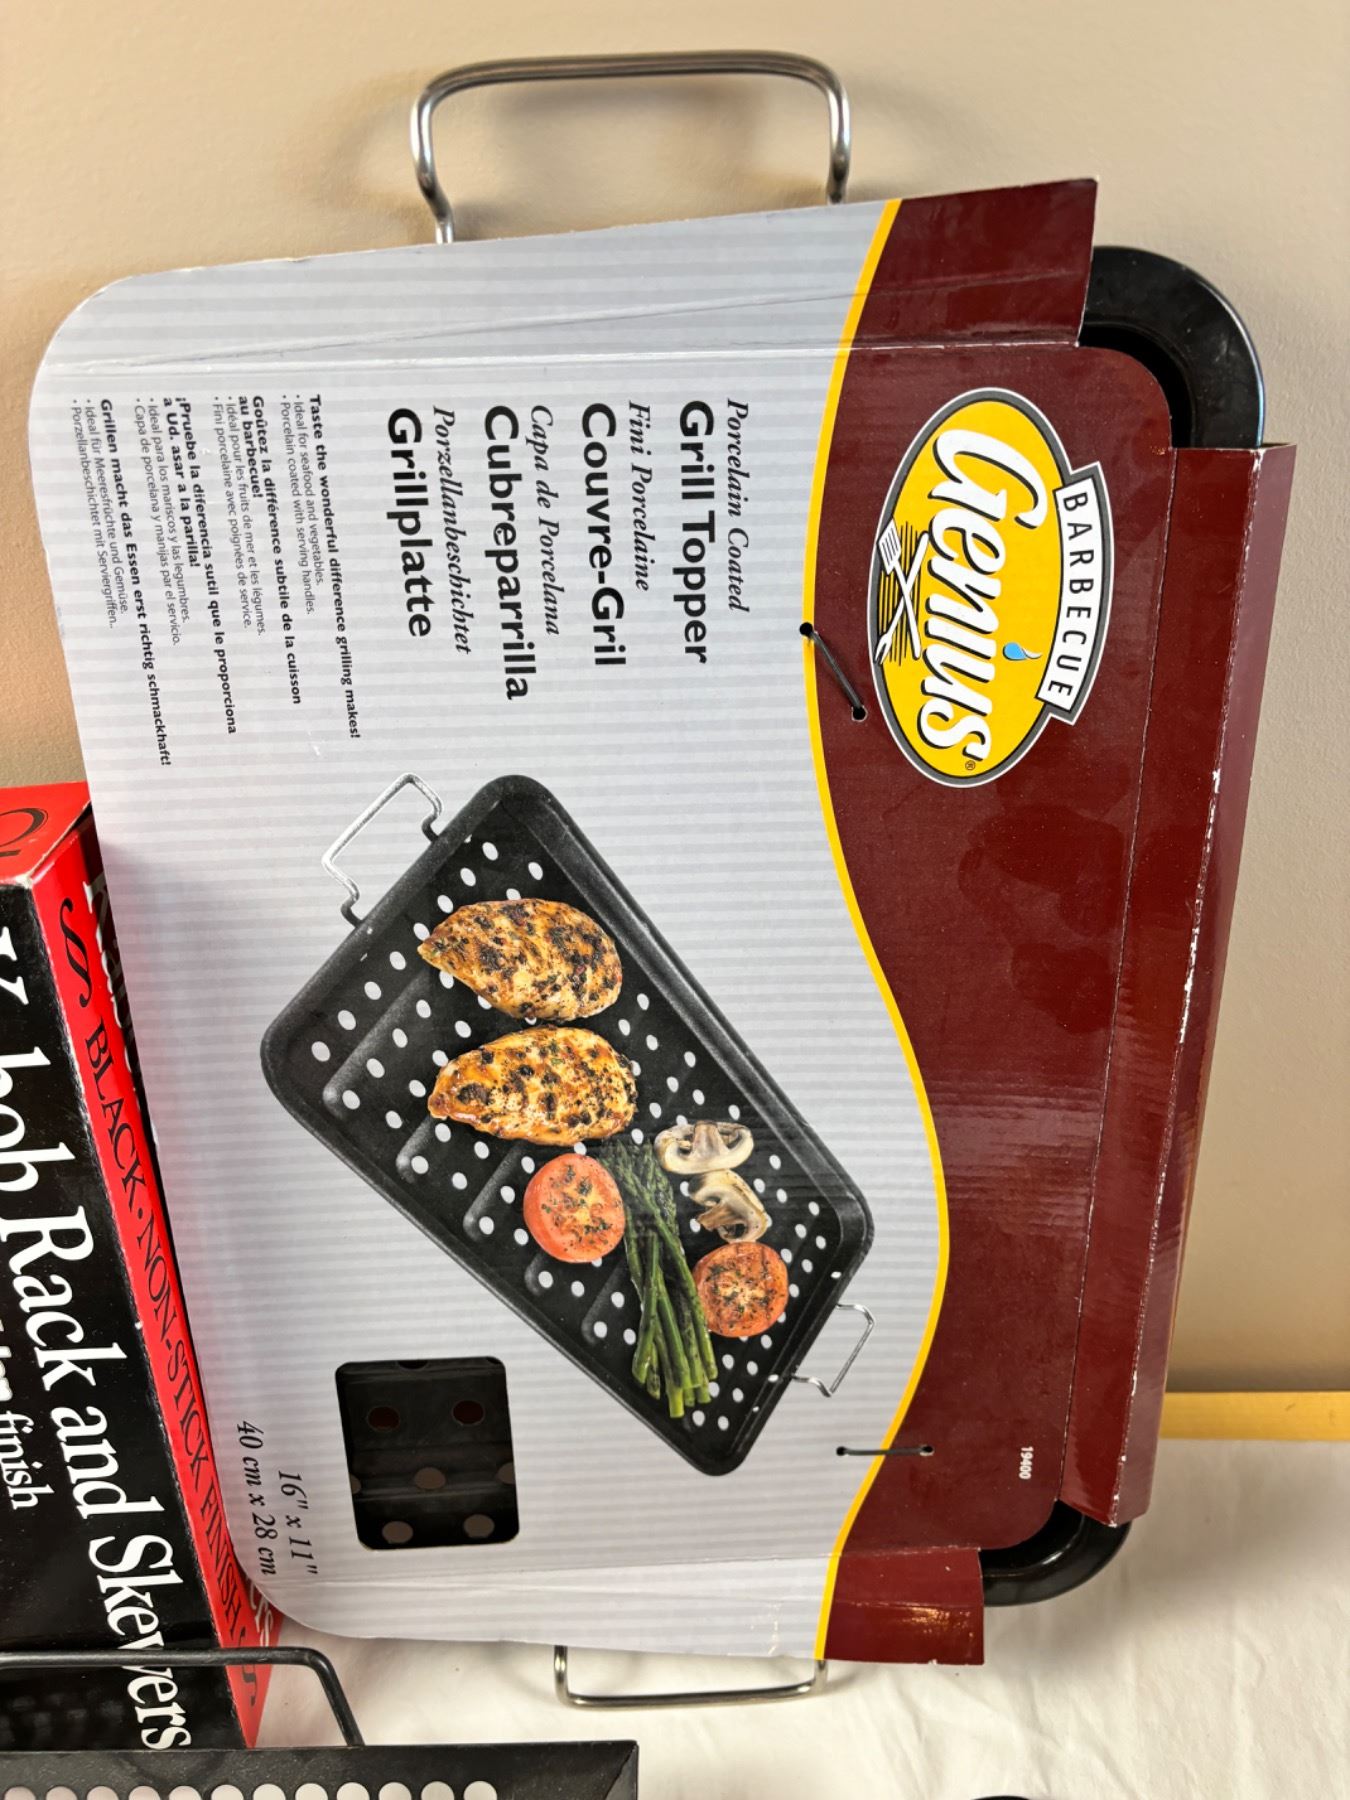 BARBECUE
Genius®
19400
Porcelain Coated
Grill Topper
Fini Porcelaine
Couvre-Gril
Capa de Porcelana
Cubreparrilla
Porzellanbeschichtet
Grillplatte
Taste the wonderful difference grilling makes!
• Ideal for seafood and vegetables.
• Porcelain coated with serving handles.
Goûtez la différence subtile de la cuisson
au barbecue!
• Idéal pour les fruits de mer et les légumes.
• Fini porcelaine avec poignées de service.
¡Pruebe la diferencia sutil que le proporciona
a Ud. asar a la parilla!
• Ideal para los mariscos y las legumbres.
• Capa de porcelana y manijas par el servicio.
Grillen macht das Essen erst richtig schmackhaft!
• Ideal für Meeresfrüchte und Gemüse.
• Porzellanbeschichtet mit Serviergriffen..
16" x 11"
40 cm x 28 cm
BLACK • NON-STICK FINISH
bob Rack and Skewers
finish